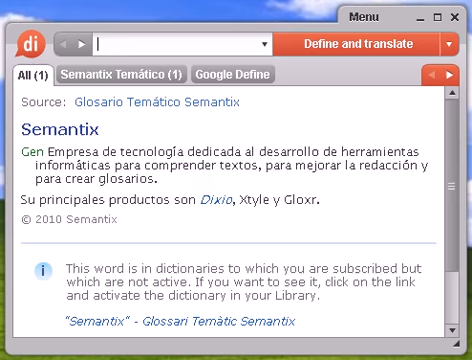 Menu
di
Define and translate
All (1) Semantix Temático (1) Google Define
Source: Glosario Temático Semantix
Semantix
Gen Empresa de tecnología dedicada al desarrollo de herramientas
informáticas para comprender textos, para mejorar la redacción y
para crear glosarios.
Su principales productos son Dixio, Xtyle y Gloxr.
© 2010 Semantix
i
This word is in dictionaries to which you are subscribed but
which are not active. If you want to see it, click on the link
and activate the dictionary in your Library.
"Semantix" - Glossari Temàtic Semantix